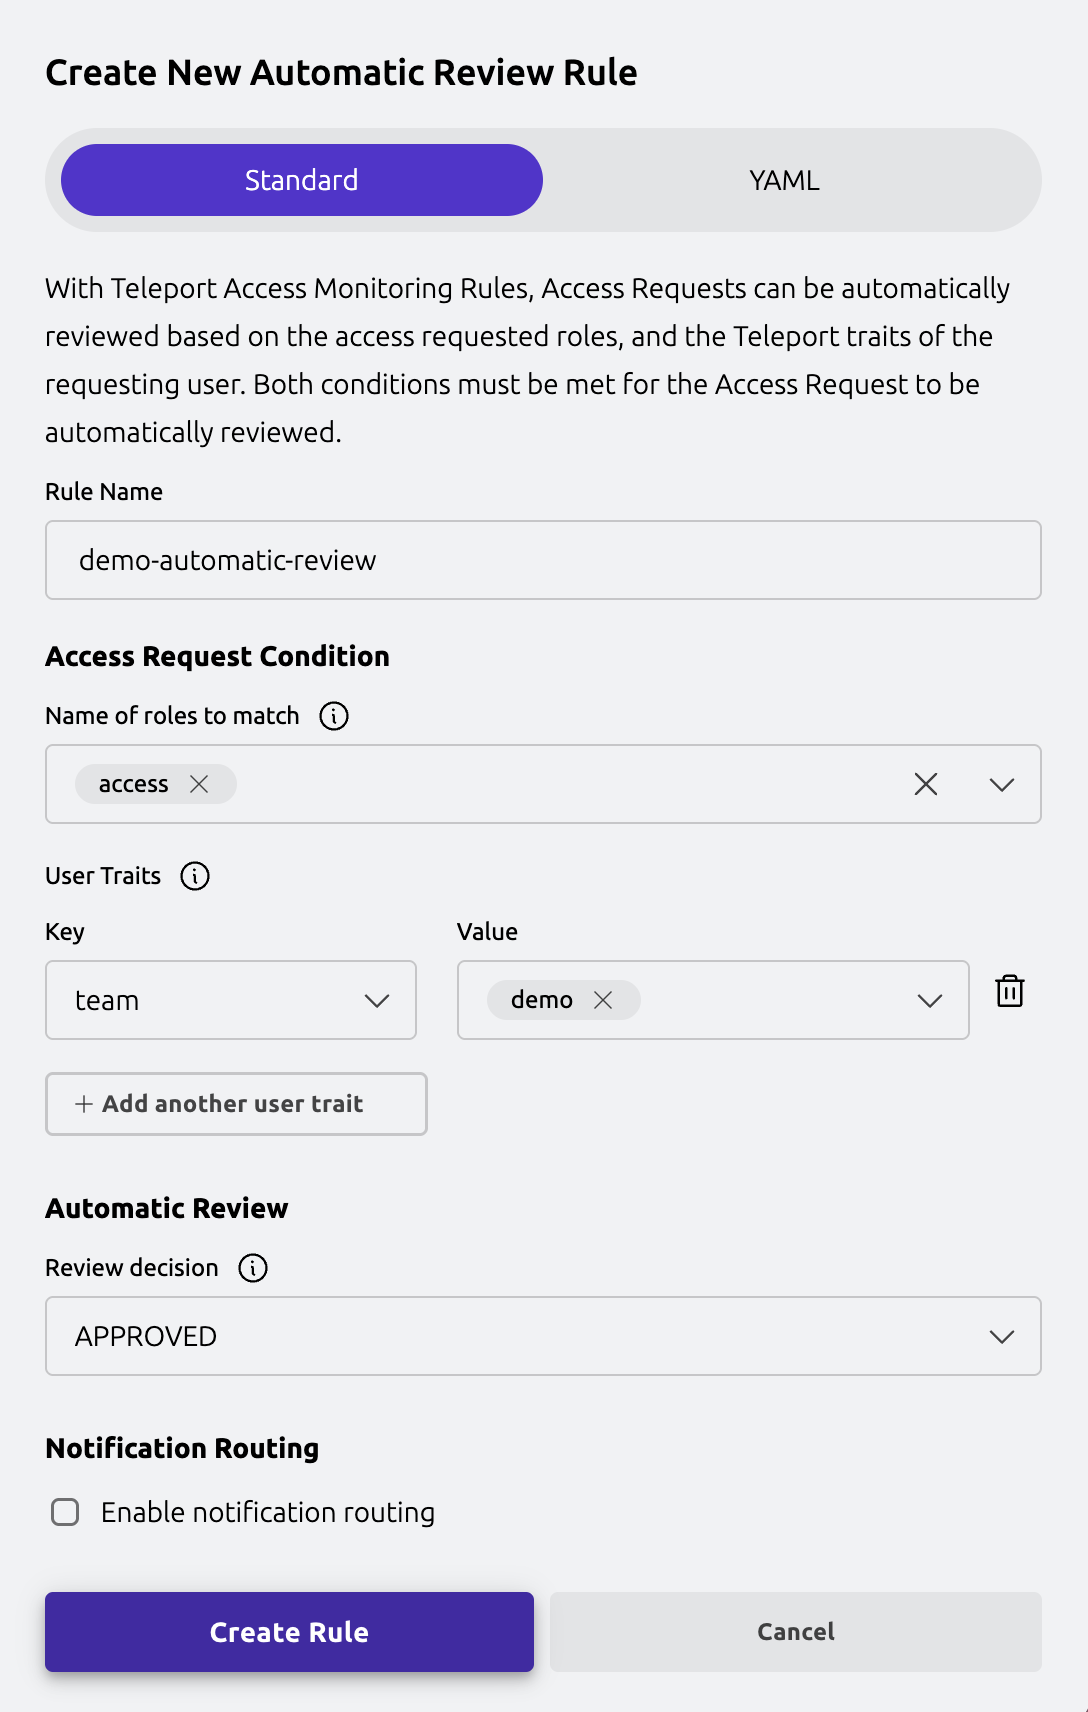 Create New Automatic Review Rule
Standard
YAML
With Teleport Access Monitoring Rules, Access Requests can be automatically
reviewed based on the access requested roles, and the Teleport traits of the
requesting user. Both conditions must be met for the Access Request to be
automatically reviewed.
Rule Name
demo-automatic-review
Access Request Condition
Name of roles to match
access
User Traits
Key
Value
team
demo
+ Add another user trait
Automatic Review
Review decision
APPROVED
Notification Routing
Enable notification routing
Create Rule
Cancel